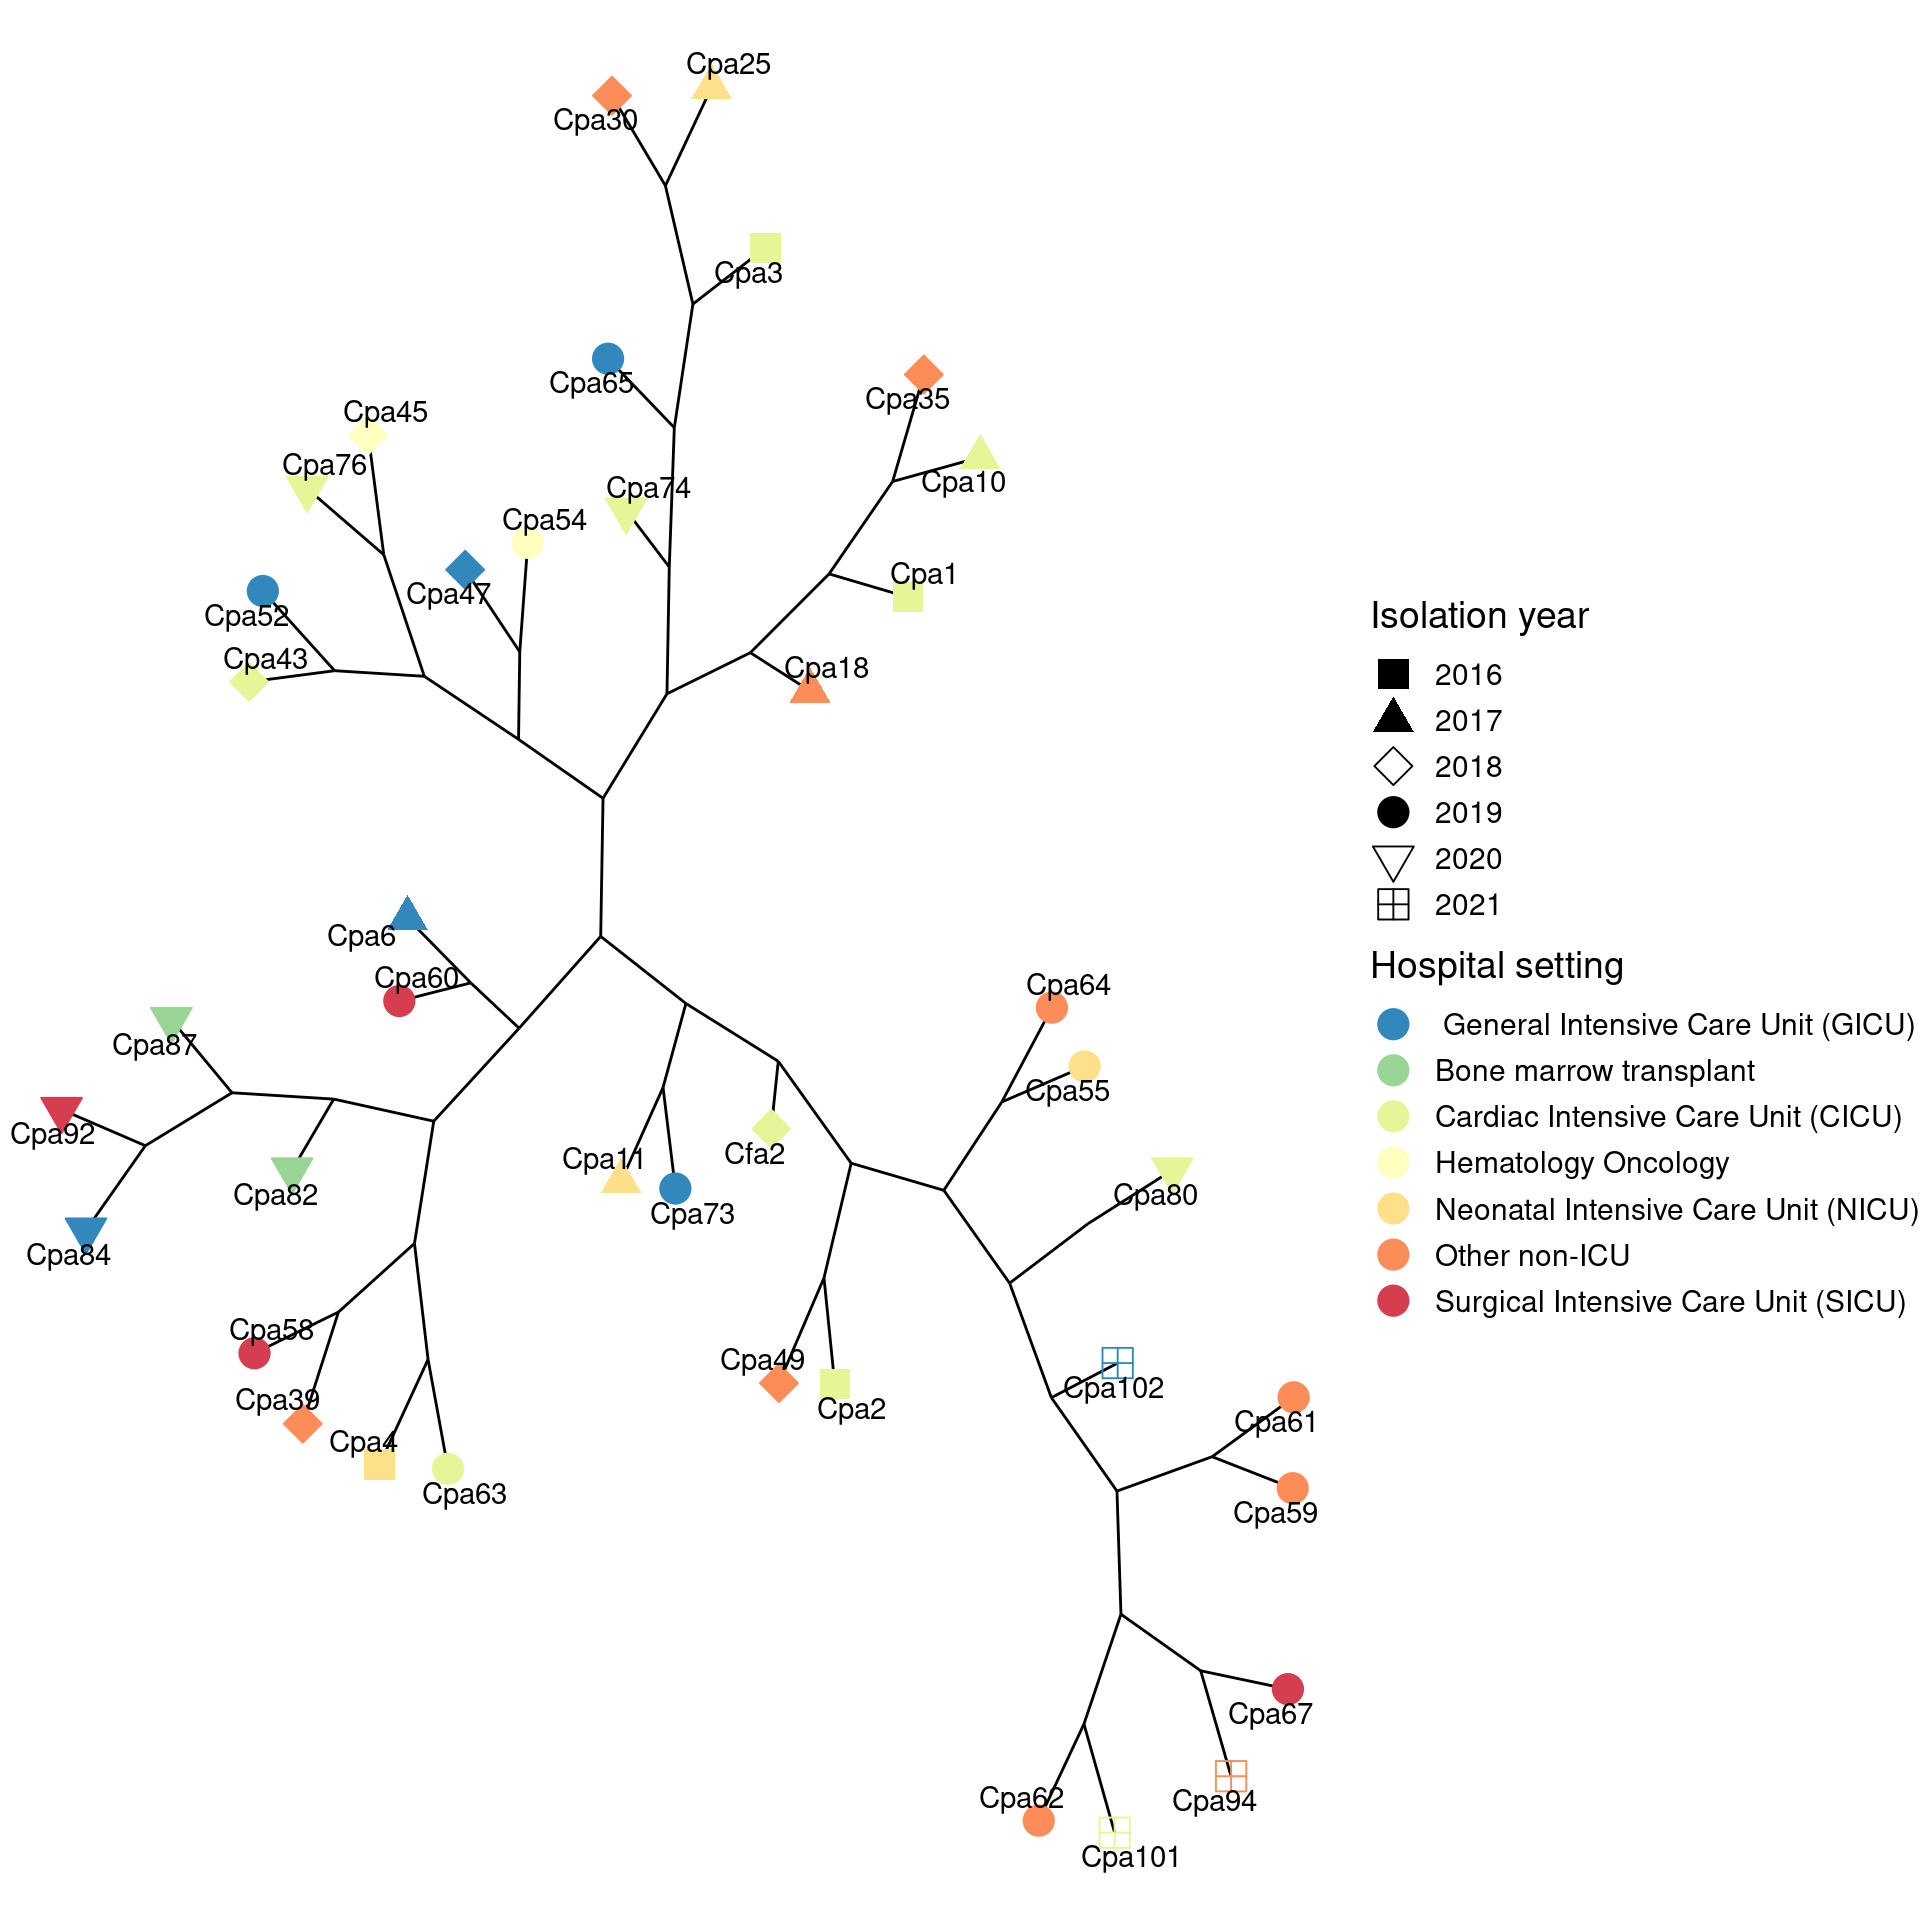 Cpa25
Cpa30
Cpa3
Cpa65
Cpa35
Cpa45
Cpa76
Cpa10
Cpa74
Cpa54
Cpa1
Cpa47
Cpa52
Cpa43
Cpa18
Cpa6
Cpa60
Cpa64
Cpa87
Cpa55
Cpa92
Cfa2
Cpa11
Cpa82
Cpa80
Cpa73
Cpa84
Cpa58
Cpa49
Cpa102
Cpa39
Cpa2
Cpa61
Cpa4
Cpa63
Cpa59
Cpa67
Cpa62
Cpa94
Cpa101
Isolation year
2016
2017
2018
2019
2020
2021
Hospital setting
General Intensive Care Unit (GICU)
Bone marrow transplant
Cardiac Intensive Care Unit (CICU)
Hematology Oncology
Neonatal Intensive Care Unit (NICU)
Other non-ICU
Surgical Intensive Care Unit (SICU)